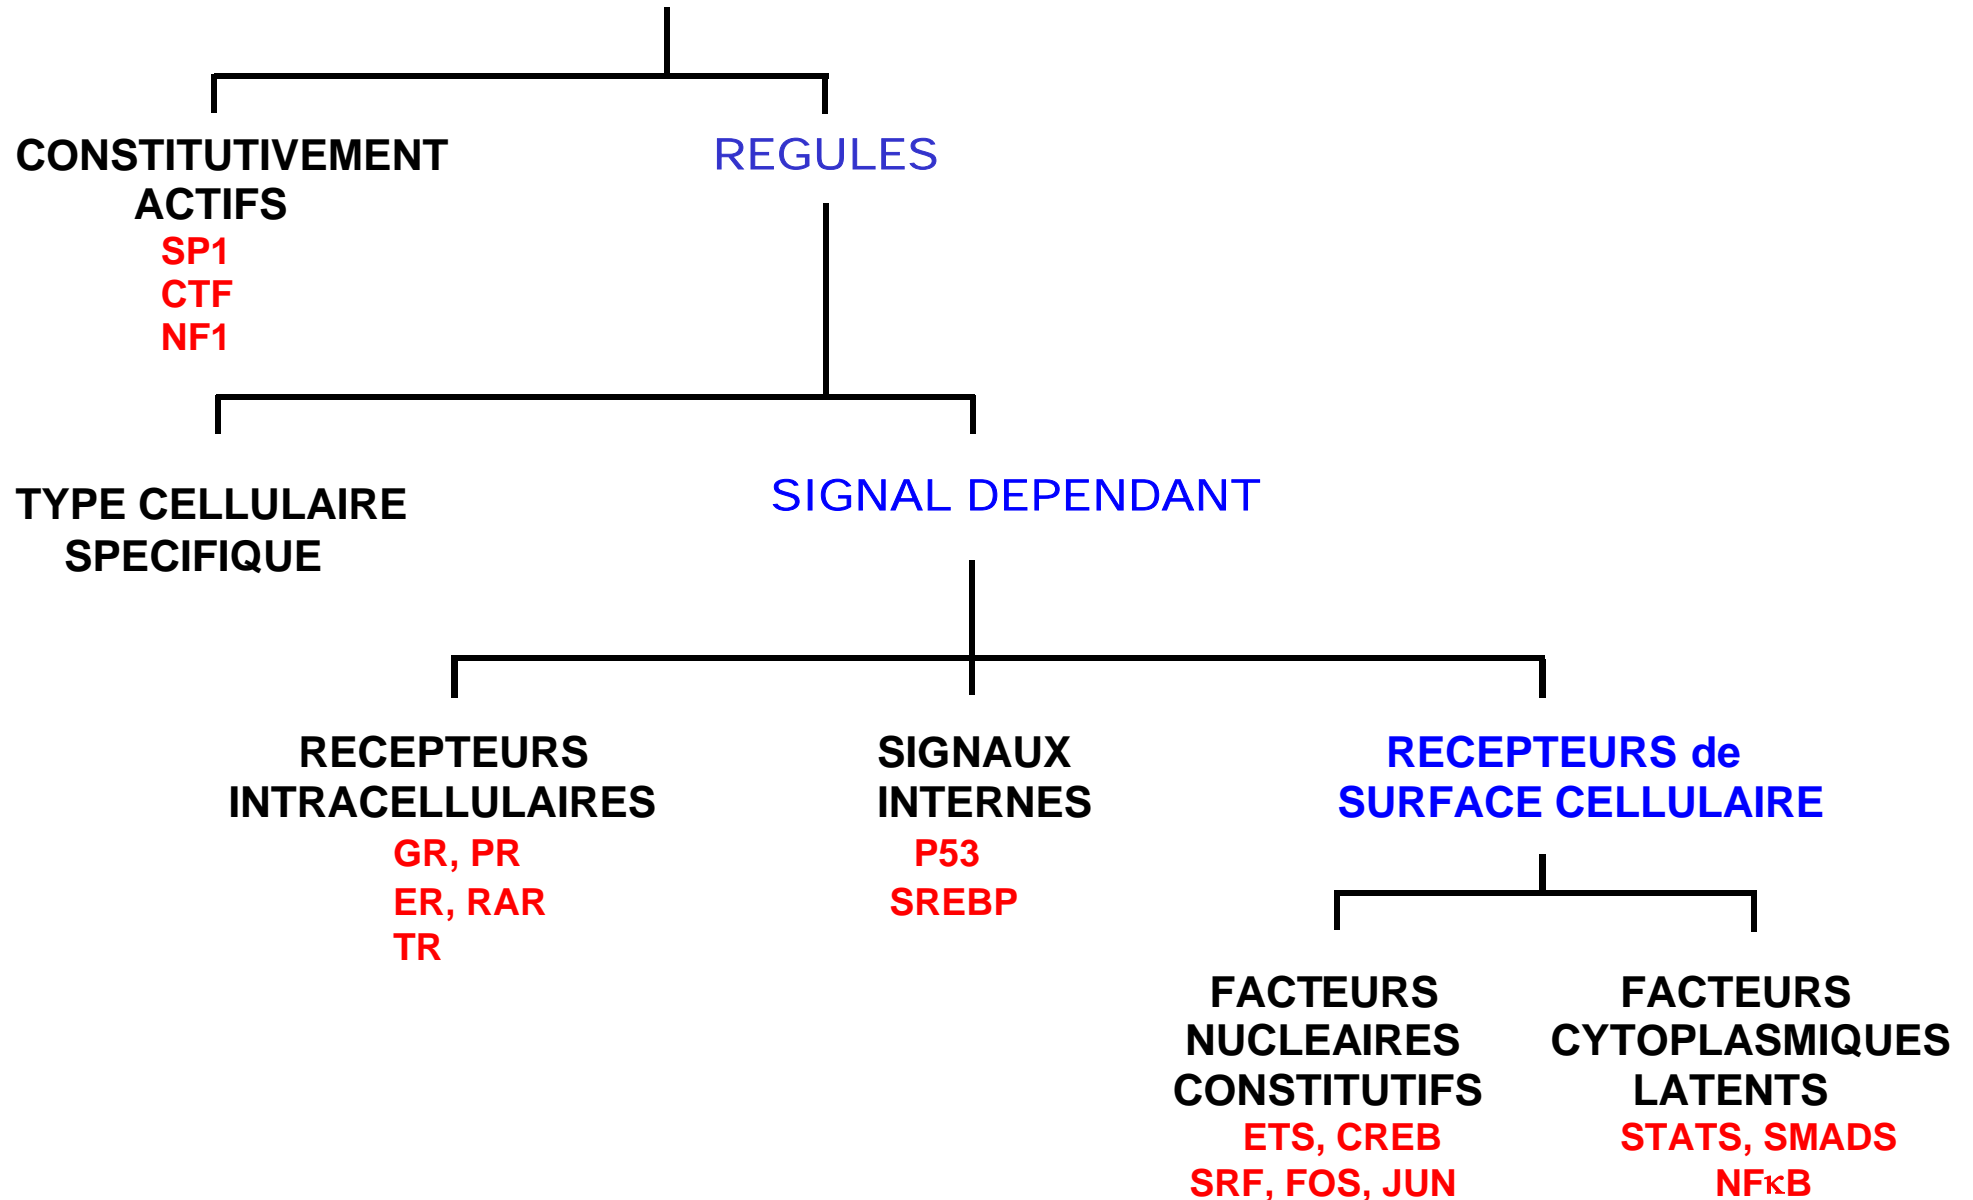 CONSTITUTIVEMENT
ACTIFS
SP1
CTF
NF1
REGULES
TYPE CELLULAIRE
SPECIFIQUE
SIGNAL DEPENDANT
RECEPTEURS
INTRACELLULAIRES
GR, PR
ER, RAR
TR
SIGNAUX
INTERNES
P53
SREBP
RECEPTEURS de
SURFACE CELLULAIRE
FACTEURS
NUCLEAIRES
CONSTITUTIFS
ETS, CREB
SRF, FOS, JUN
FACTEURS
CYTOPLASMIQUES
LATENTS
STATS, SMADS
NFκB